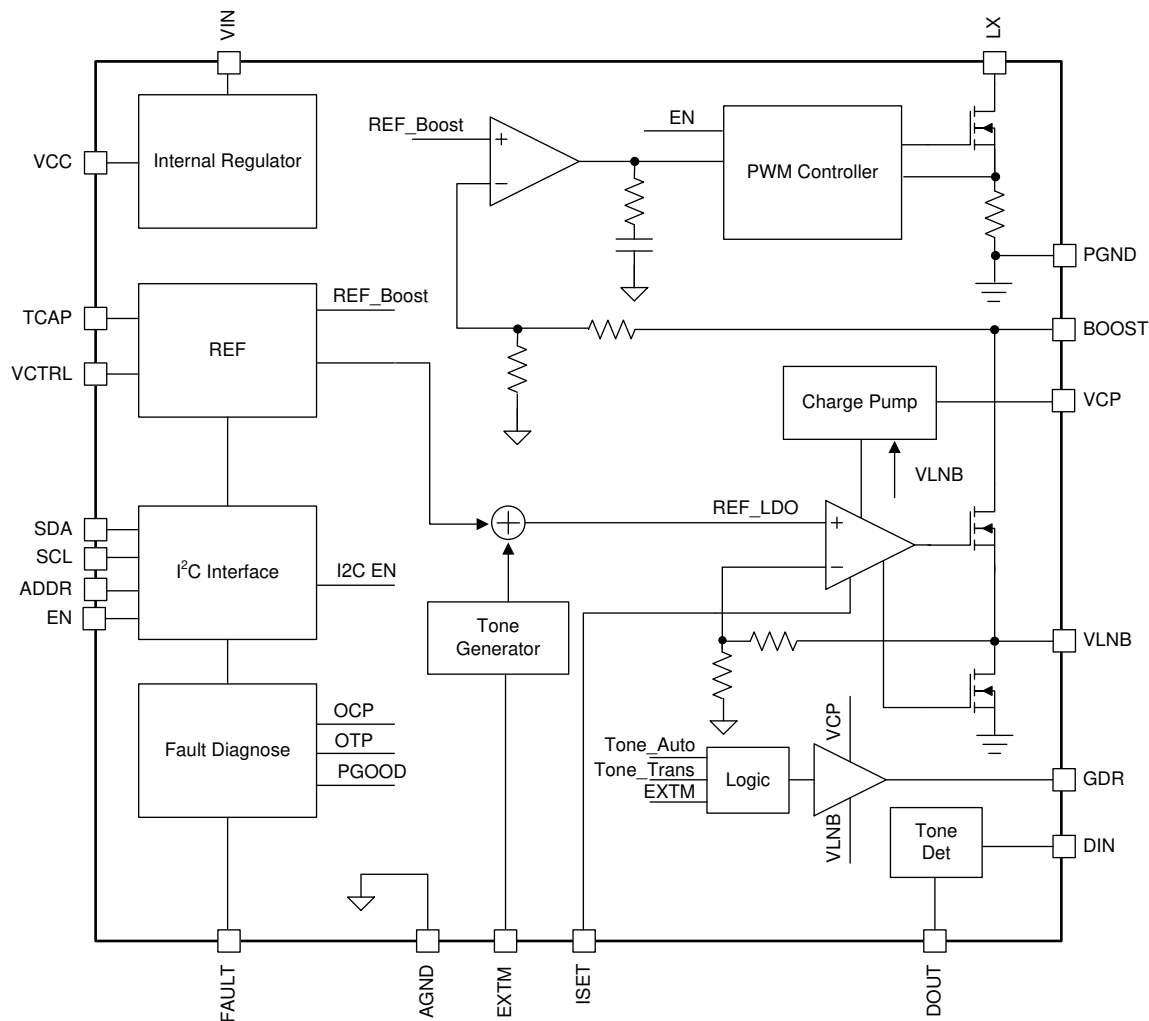 VIN
LX
REF_Boost
+
−
EN
PWM Controller
Internal Regulator
VCC
PGND
TCAP
VCTRL
REF
REF_Boost
BOOST
Charge Pump
VCP
VLNB
REF_LDO
+
−
+
SDA
SCL
ADDR
EN
I²C Interface
I2C EN
Tone
Generator
VLNB
Fault Diagnose
OCP
OTP
PGOOD
Tone_Auto
Tone_Trans
EXTM
Logic
VCP
VLNB
GDR
Tone
Det
DIN
FAULT
AGND
EXTM
ISET
DOUT